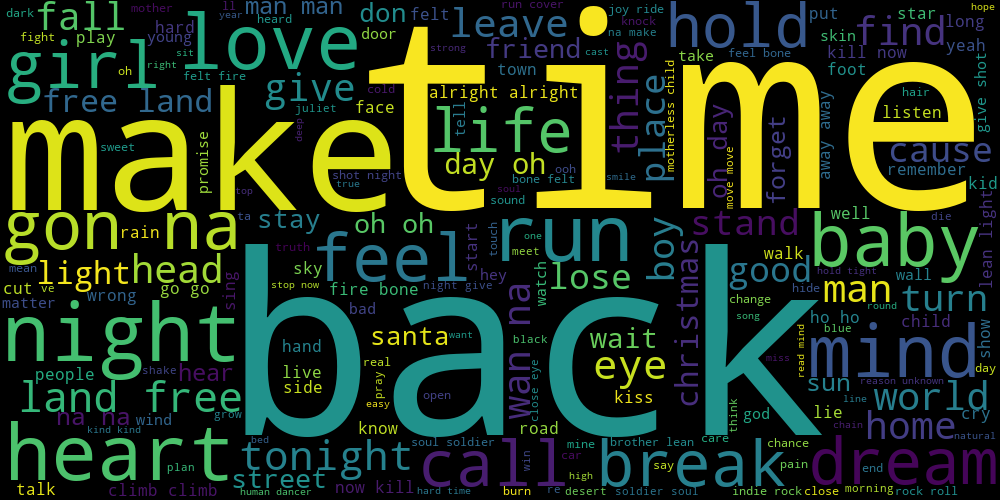 dark fall mother ll year man man don felt run cover joy ride put star long hope
fight play hard young heard love door leave knock na make skin find yeah
girl oh sit right felt fire give friend strong cast hold kill now
free land juliet cold face town thing take feel bone foot give shot
make time alright alright place hair listen
sweet promise deep life tell motherless child oh day forget away away cause
top shot night true day oh ooh bone felt soul smile sound move move remember kid
gon na rain ta stay oh oh run boy stand baby well die
mean light head truth sky feel start touch one meet walk good wall lean light
cut ve go go sing stop now fire bone night give hey watch lose christmas hide hold tight man turn
matter wrong bad change round
night santa want back black wait song ho ho child show
people shake hear hand real pray live side easy close eye wan na eye kiss miss read mind blue mind day
land free grow open know road think god sun reason unknown line world
na na wind kind kind lie cry
heart plan bed tonight soul soldier call win mine car brother lean care chance pain break say chain home natural
talk climb climb street human dancer now kill hard time burn re high desert soldier soul indie rock close end morning dream rock roll